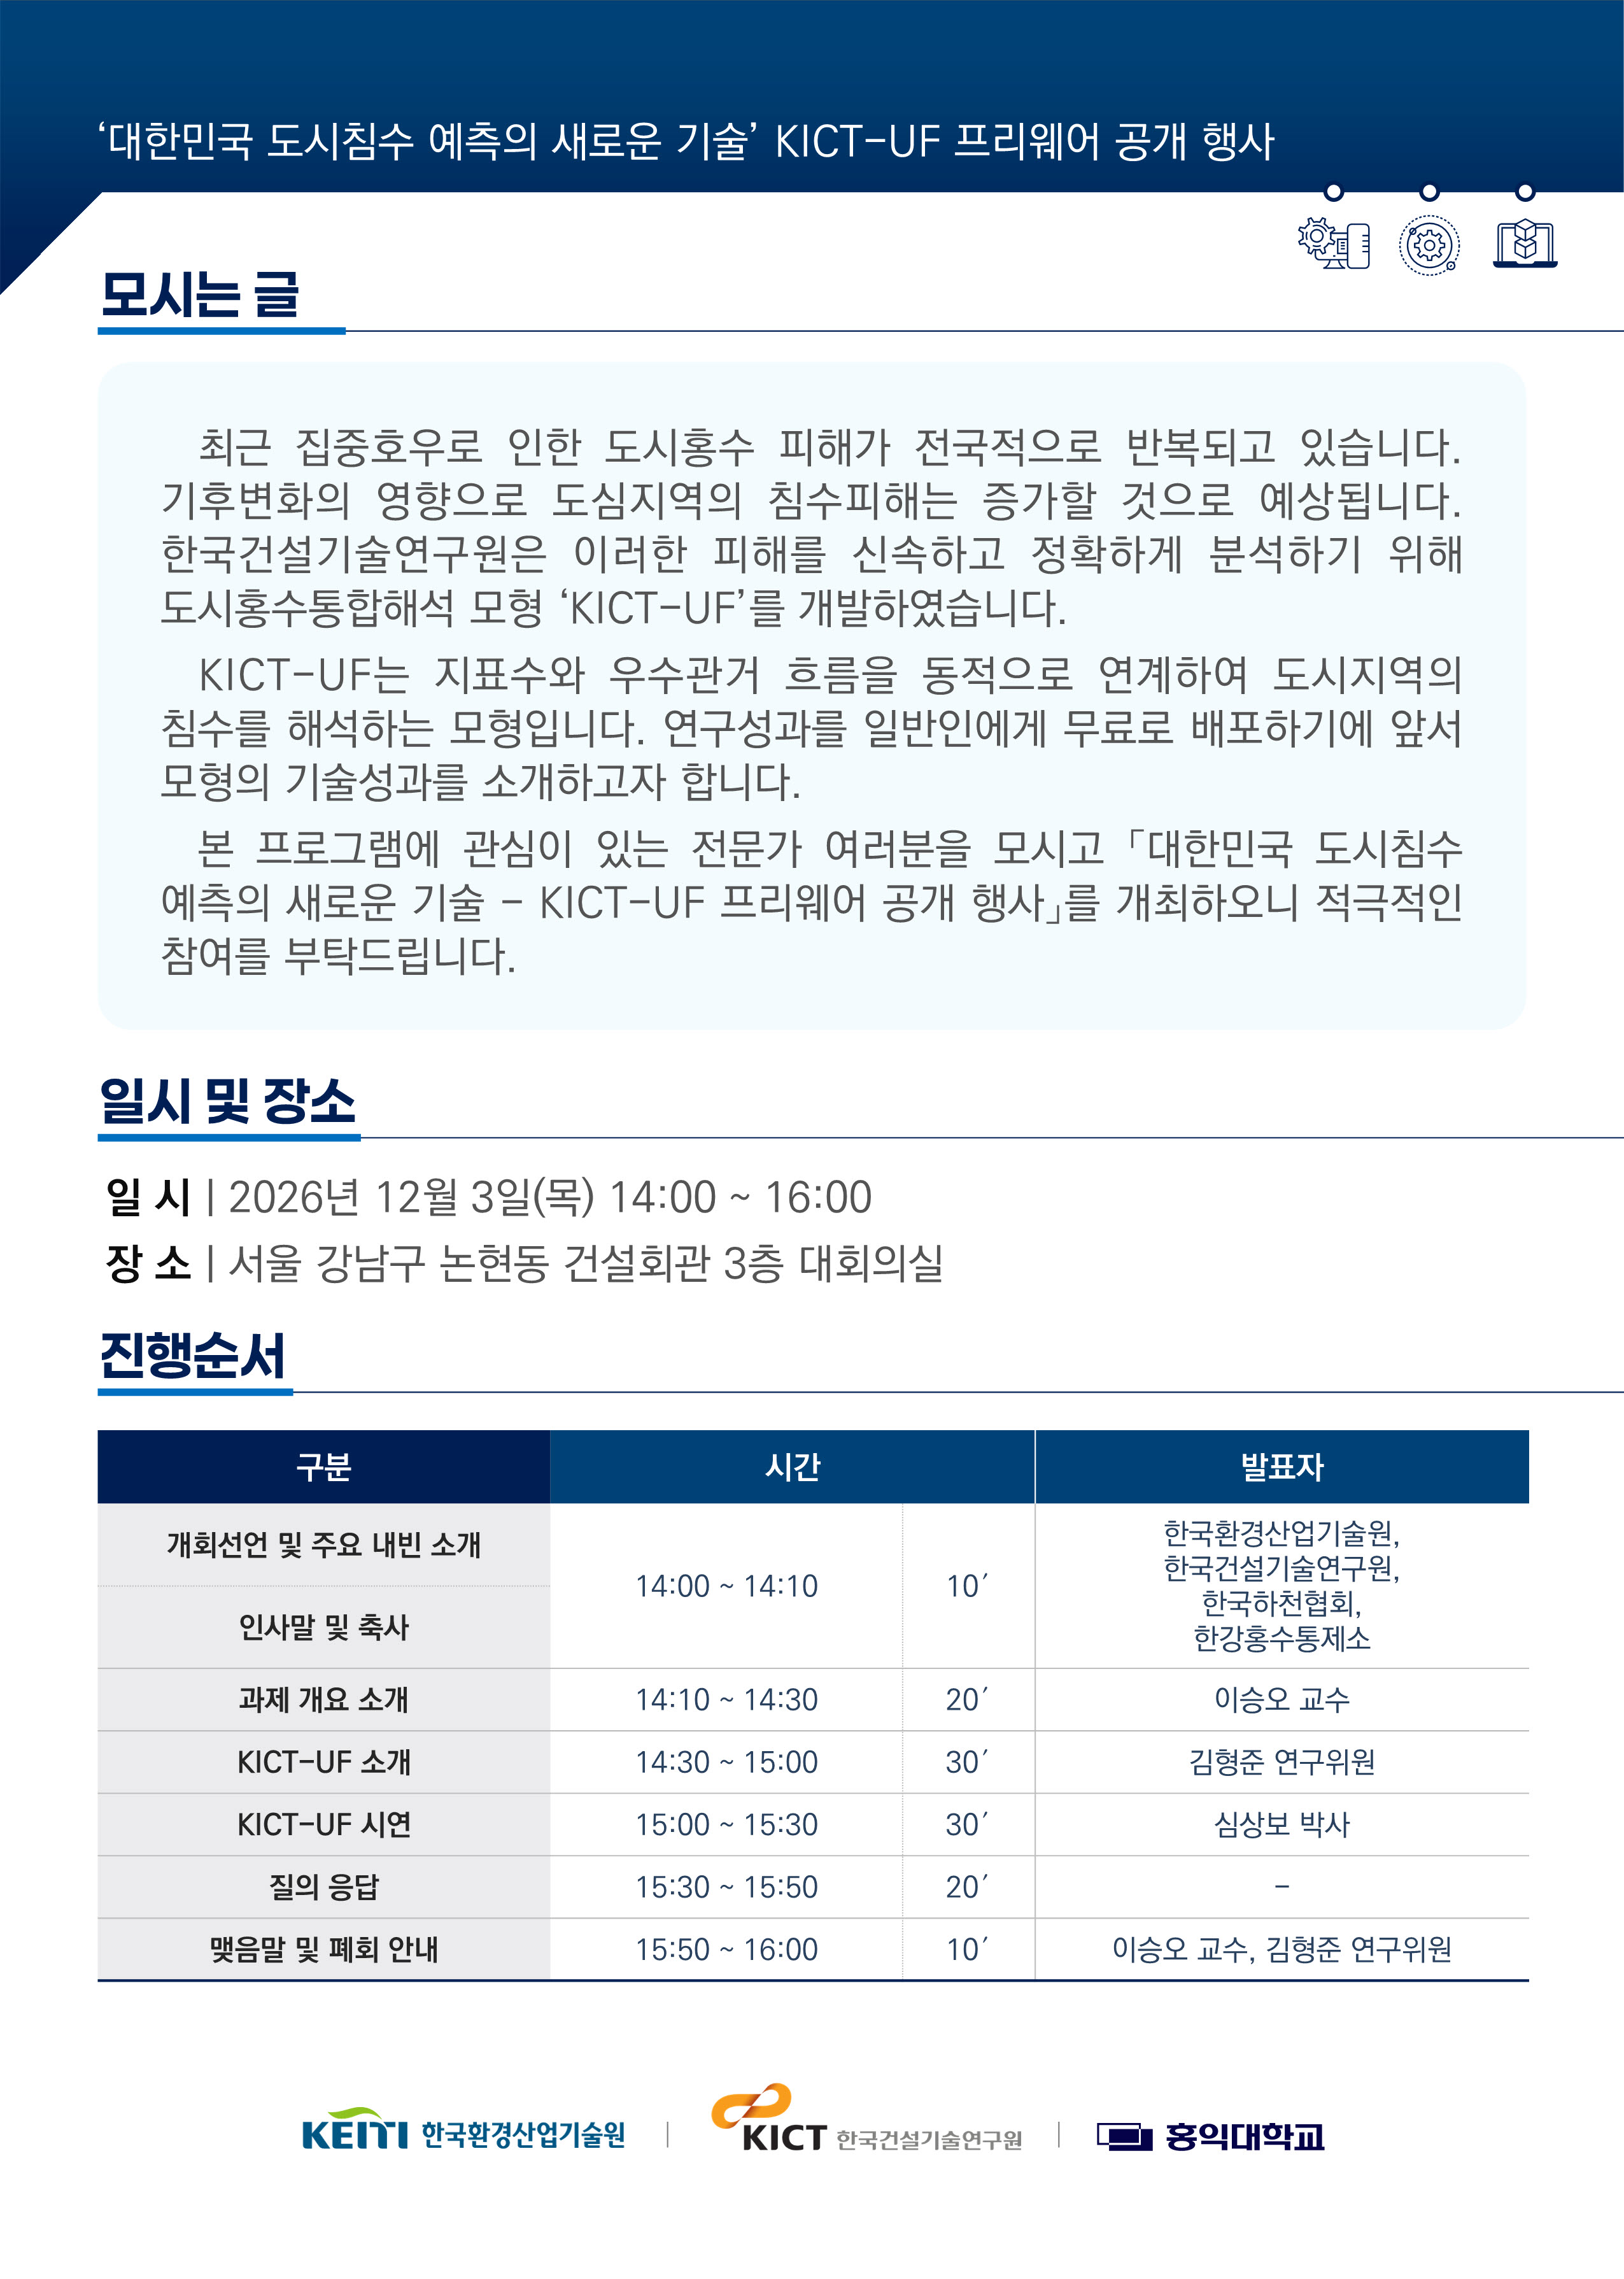 ‘대한민국 도시침수 예측의 새로운 기술’ KICT-UF 프리웨어 공개 행사
모시는 글
최근 집중호우로 인한 도시홍수 피해가 전국적으로 반복되고 있습니다.
기후변화의 영향으로 도심지역의 침수피해는 증가할 것으로 예상됩니다.
한국건설기술연구원은 이러한 피해를 신속하고 정확하게 분석하기 위해
도시홍수통합해석 모형 ‘KICT-UF’를 개발하였습니다.
KICT-UF는 지표수와 우수관거 흐름을 동적으로 연계하여 도시지역의
침수를 해석하는 모형입니다. 연구성과를 일반인에게 무료로 배포하기에 앞서
모형의 기술성과를 소개하고자 합니다.
본 프로그램에 관심이 있는 전문가 여러분을 모시고 「대한민국 도시침수
예측의 새로운 기술 - KICT-UF 프리웨어 공개 행사」를 개최하오니 적극적인
참여를 부탁드립니다.
일시 및 장소
일 시 | 2026년 12월 3일(목) 14:00 ~ 16:00
장 소 | 서울 강남구 논현동 건설회관 3층 대회의실
진행순서
구분 시간 발표자
개회선언 및 주요 내빈 소개
인사말 및 축사
14:00 ~ 14:10 10′
한국환경산업기술원,
한국건설기술연구원,
한국하천협회,
한강홍수통제소
과제 개요 소개 14:10 ~ 14:30 20′ 이승오 교수
KICT-UF 소개 14:30 ~ 15:00 30′ 김형준 연구위원
KICT-UF 시연 15:00 ~ 15:30 30′ 심상보 박사
질의 응답 15:30 ~ 15:50 20′ -
맺음말 및 폐회 안내 15:50 ~ 16:00 10′ 이승오 교수, 김형준 연구위원
KEITI 한국환경산업기술원 | KICT 한국건설기술연구원 | 홍익대학교